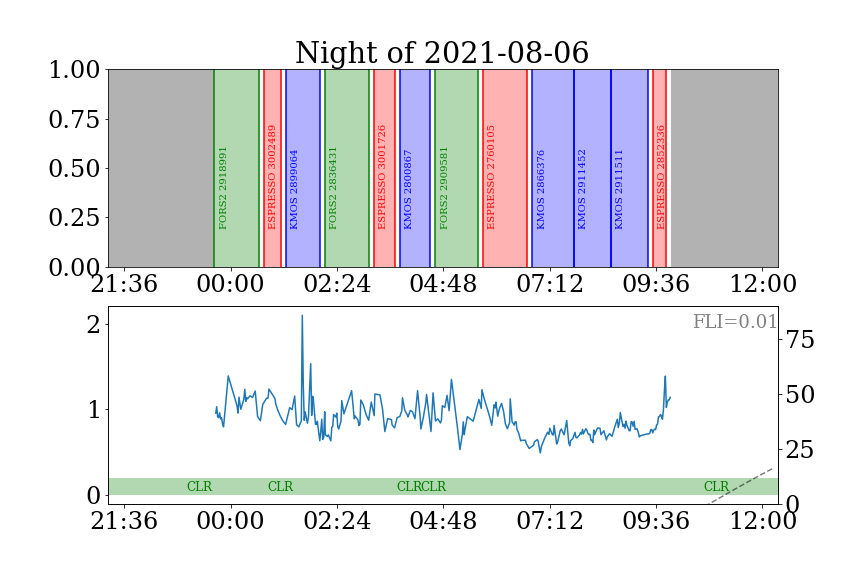 Night of 2021-08-06
1.00
0.75
0.50
0.25
0.00
FORS2 2918991
ESPRESSO 3002489
KMOS 2899064
FORS2 2836431
ESPRESSO 3001726
KMOS 2800867
FORS2 2909581
ESPRESSO 2760105
KMOS 2866376
KMOS 2911452
KMOS 2911511
ESPRESSO 2852336
21:36 00:00 02:24 04:48 07:12 09:36 12:00
FLI=0.01
2
1
0
75
50
25
0
CLR CLR CLR CLR CLR
21:36 00:00 02:24 04:48 07:12 09:36 12:00